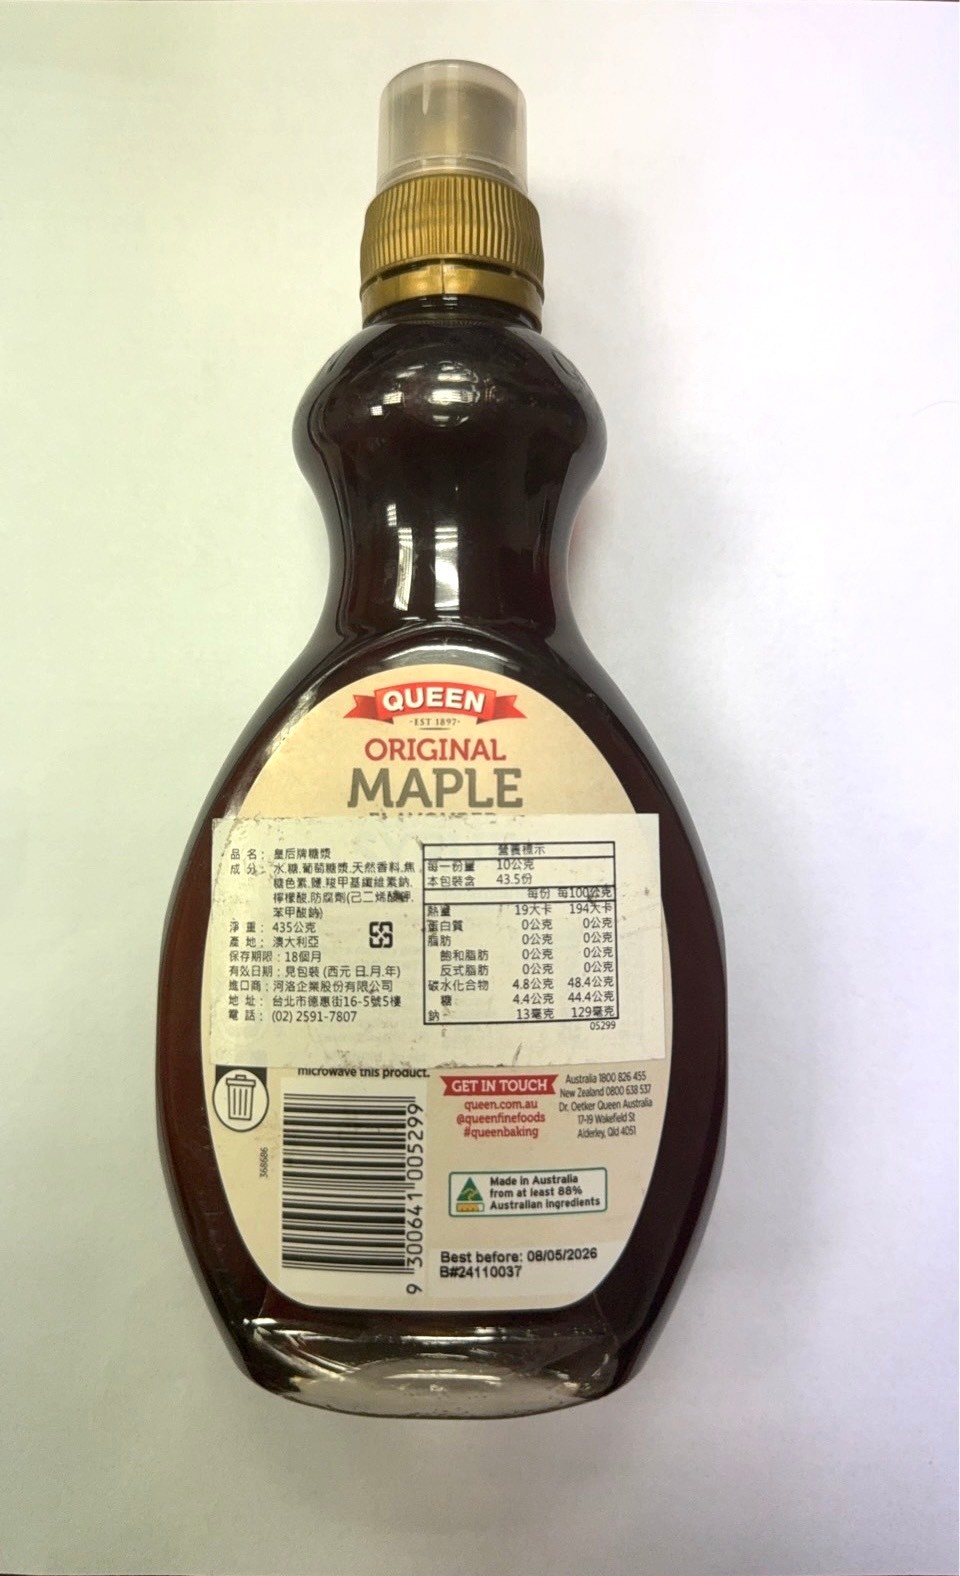 QUEEN
·EST 1897·
ORIGINAL
MAPLE
品名：皇后牌糖漿
成分：水.糖.葡萄糖漿.天然香料.焦
糖色素.鹽.羧甲基纖維素鈉.
檸檬酸.防腐劑(己二烯酸鉀.
苯甲酸鈉)
淨重：435公克
產地：澳大利亞
保存期限：18個月
有效日期：見包裝 (西元 日.月.年)
進口商：河洛企業股份有限公司
地址：台北市德惠街16-5號5樓
電話：(02) 2591-7807
營養標示
每一份量 10公克
本包裝含 43.5份
每份 每100公克
熱量 19大卡 194大卡
蛋白質 0公克 0公克
脂肪 0公克 0公克
飽和脂肪 0公克 0公克
反式脂肪 0公克 0公克
碳水化合物 4.8公克 48.4公克
糖 4.4公克 44.4公克
鈉 13毫克 129毫克
05299
microwave this product.
368686
9 300641 005299
GET IN TOUCH
queen.com.au
@queenfinefoods
#queenbaking
Australia 1800 826 455
New Zealand 0800 638 537
Dr. Oetker Queen Australia
17-19 Wakefield St
Alderley, Qld 4051
Made in Australia
from at least 88%
Australian ingredients
Best before: 08/05/2026
B#24110037